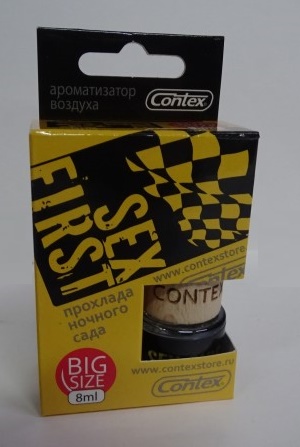 ароматизатор
воздуха
Contex
FIRST
SEX
прохлада
ночного
сада
www.contexstore.ru
CONTEX
BIG
SIZE
8ml
www.contexstore.ru
Contex